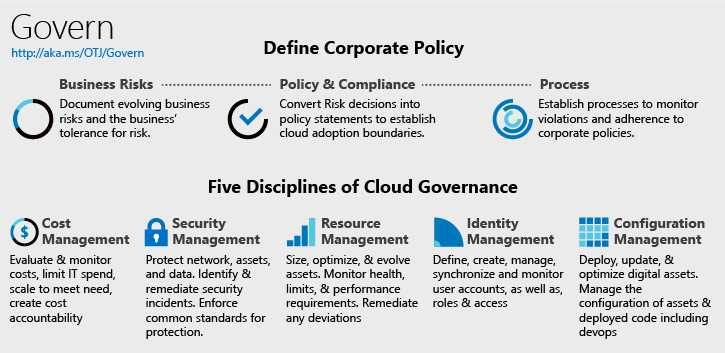 Govern
http://aka.ms/OTJ/Govern
Define Corporate Policy
Business Risks
Document evolving business
risks and the business'
tolerance for risk.
Policy & Compliance
Convert Risk decisions into
policy statements to establish
cloud adoption boundaries.
Process
Establish processes to monitor
violations and adherence to
corporate policies.
Five Disciplines of Cloud Governance
$
Cost
Management
Evaluate & monitor
costs, limit IT spend,
scale to meet need,
create cost
accountability
Security
Management
Protect network, assets,
and data. Identify &
remediate security
incidents. Enforce
common standards for
protection.
Resource
Management
Size, optimize, & evolve
assets. Monitor health,
limits, & performance
requirements. Remediate
any deviations
Identity
Management
Define, create, manage,
synchronize and monitor
user accounts, as well as,
roles & access
Configuration
Management
Deploy, update, &
optimize digital assets.
Manage the
configuration of assets &
deployed code including
devops